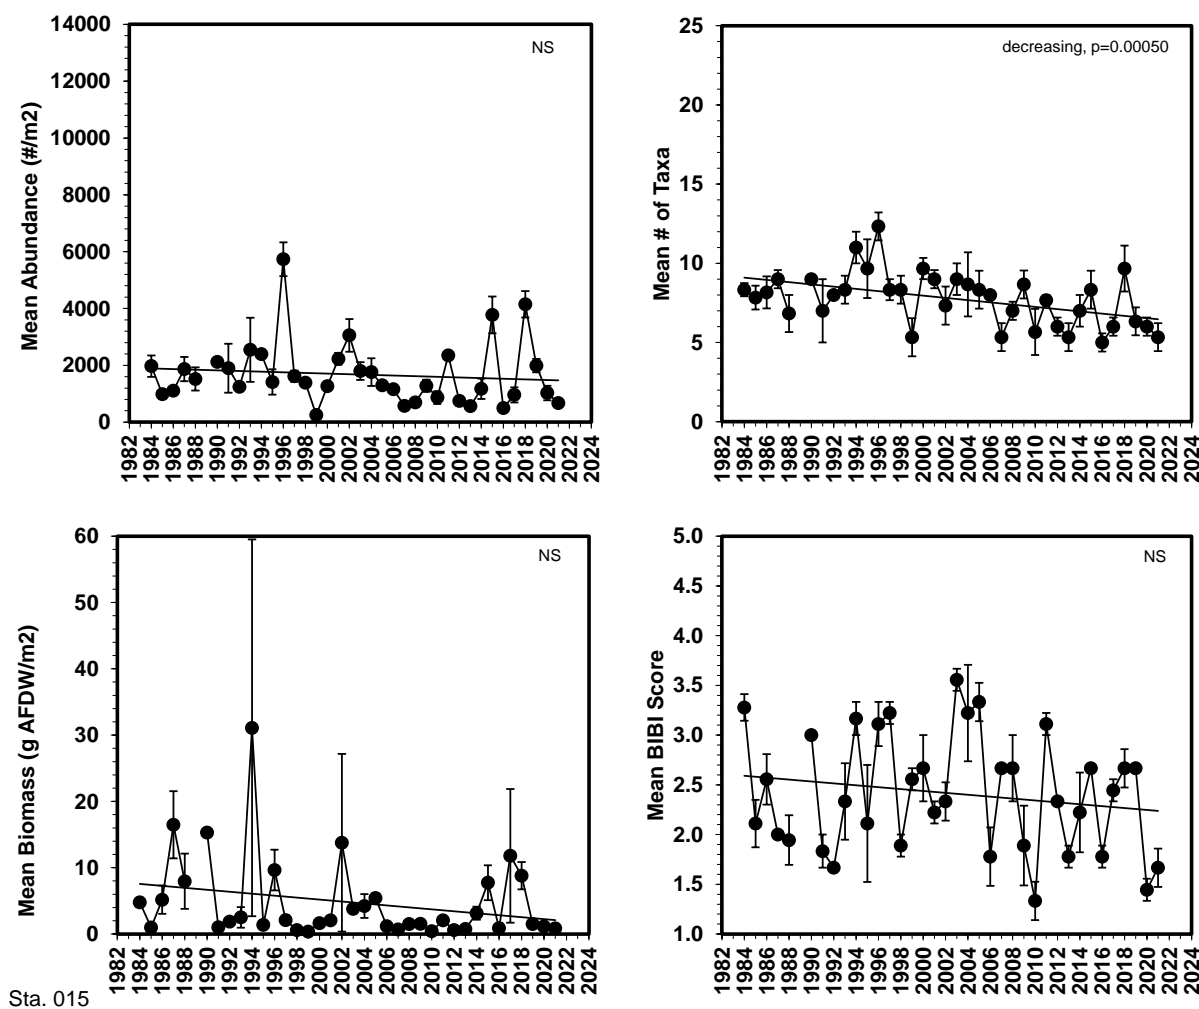 14000
12000
10000
8000
6000
4000
2000
0
Mean Abundance (#/m2)
NS
1982 1984 1986 1988 1990 1992 1994 1996 1998 2000 2002 2004 2006 2008 2010 2012 2014 2016 2018 2020 2022 2024
25
20
15
10
5
0
Mean # of Taxa
decreasing, p=0.00050
1982 1984 1986 1988 1990 1992 1994 1996 1998 2000 2002 2004 2006 2008 2010 2012 2014 2016 2018 2020 2022 2024
60
50
40
30
20
10
0
Mean Biomass (g AFDW/m2)
NS
1982 1984 1986 1988 1990 1992 1994 1996 1998 2000 2002 2004 2006 2008 2010 2012 2014 2016 2018 2020 2022 2024
5.0
4.5
4.0
3.5
3.0
2.5
2.0
1.5
1.0
Mean BIBI Score
NS
1982 1984 1986 1988 1990 1992 1994 1996 1998 2000 2002 2004 2006 2008 2010 2012 2014 2016 2018 2020 2022 2024
Sta. 015